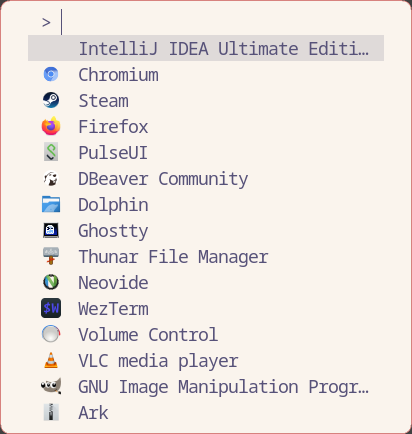 >
IntelliJ IDEA Ultimate Editi…
Chromium
Steam
Firefox
PulseUI
DBeaver Community
Dolphin
Ghostty
Thunar File Manager
Neovide
$W WezTerm
Volume Control
VLC media player
GNU Image Manipulation Progr…
Ark